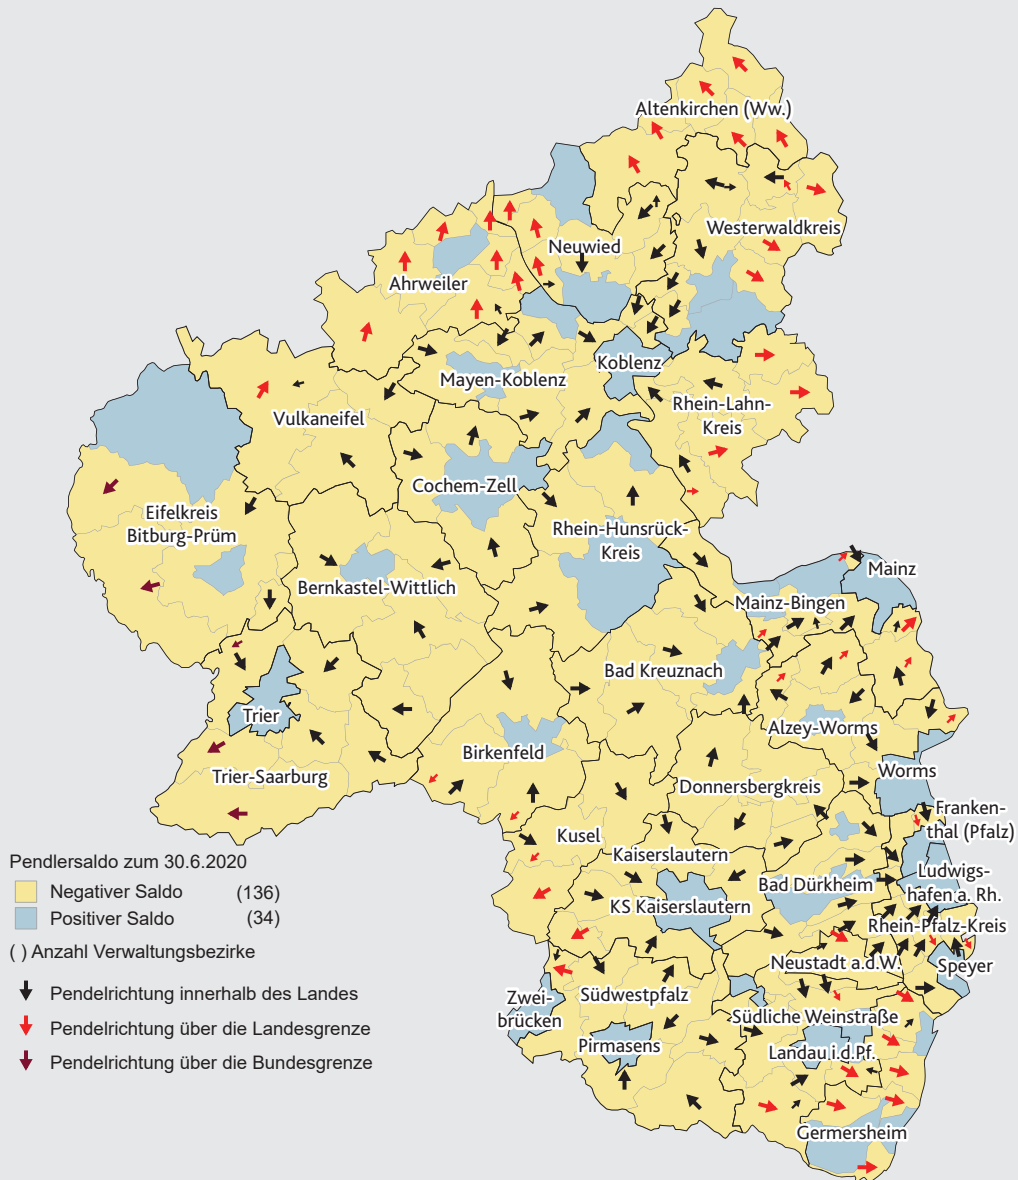 Altenkirchen (Ww.)
Westerwaldkreis
Neuwied
Ahrweiler
Koblenz
Mayen-Koblenz
Rhein-Lahn-
Kreis
Vulkaneifel
Cochem-Zell
Eifelkreis
Bitburg-Prüm
Rhein-Hunsrück-
Kreis
Mainz
Bernkastel-Wittlich
Mainz-Bingen
Bad Kreuznach
Trier
Alzey-Worms
Birkenfeld
Trier-Saarburg
Worms
Donnersbergkreis
Franken-
thal (Pfalz)
Kusel
Kaiserslautern
Ludwigs-
hafen a. Rh.
Bad Dürkheim
KS Kaiserslautern
Rhein-Pfalz-Kreis
Neustadt a.d.W.
Speyer
Zwei-
brücken
Südwestpfalz
Südliche Weinstraße
Pirmasens
Landau i.d.Pf.
Germersheim
Pendlersaldo zum 30.6.2020
Negativer Saldo (136)
Positiver Saldo (34)
( ) Anzahl Verwaltungsbezirke
Pendelrichtung innerhalb des Landes
Pendelrichtung über die Landesgrenze
Pendelrichtung über die Bundesgrenze